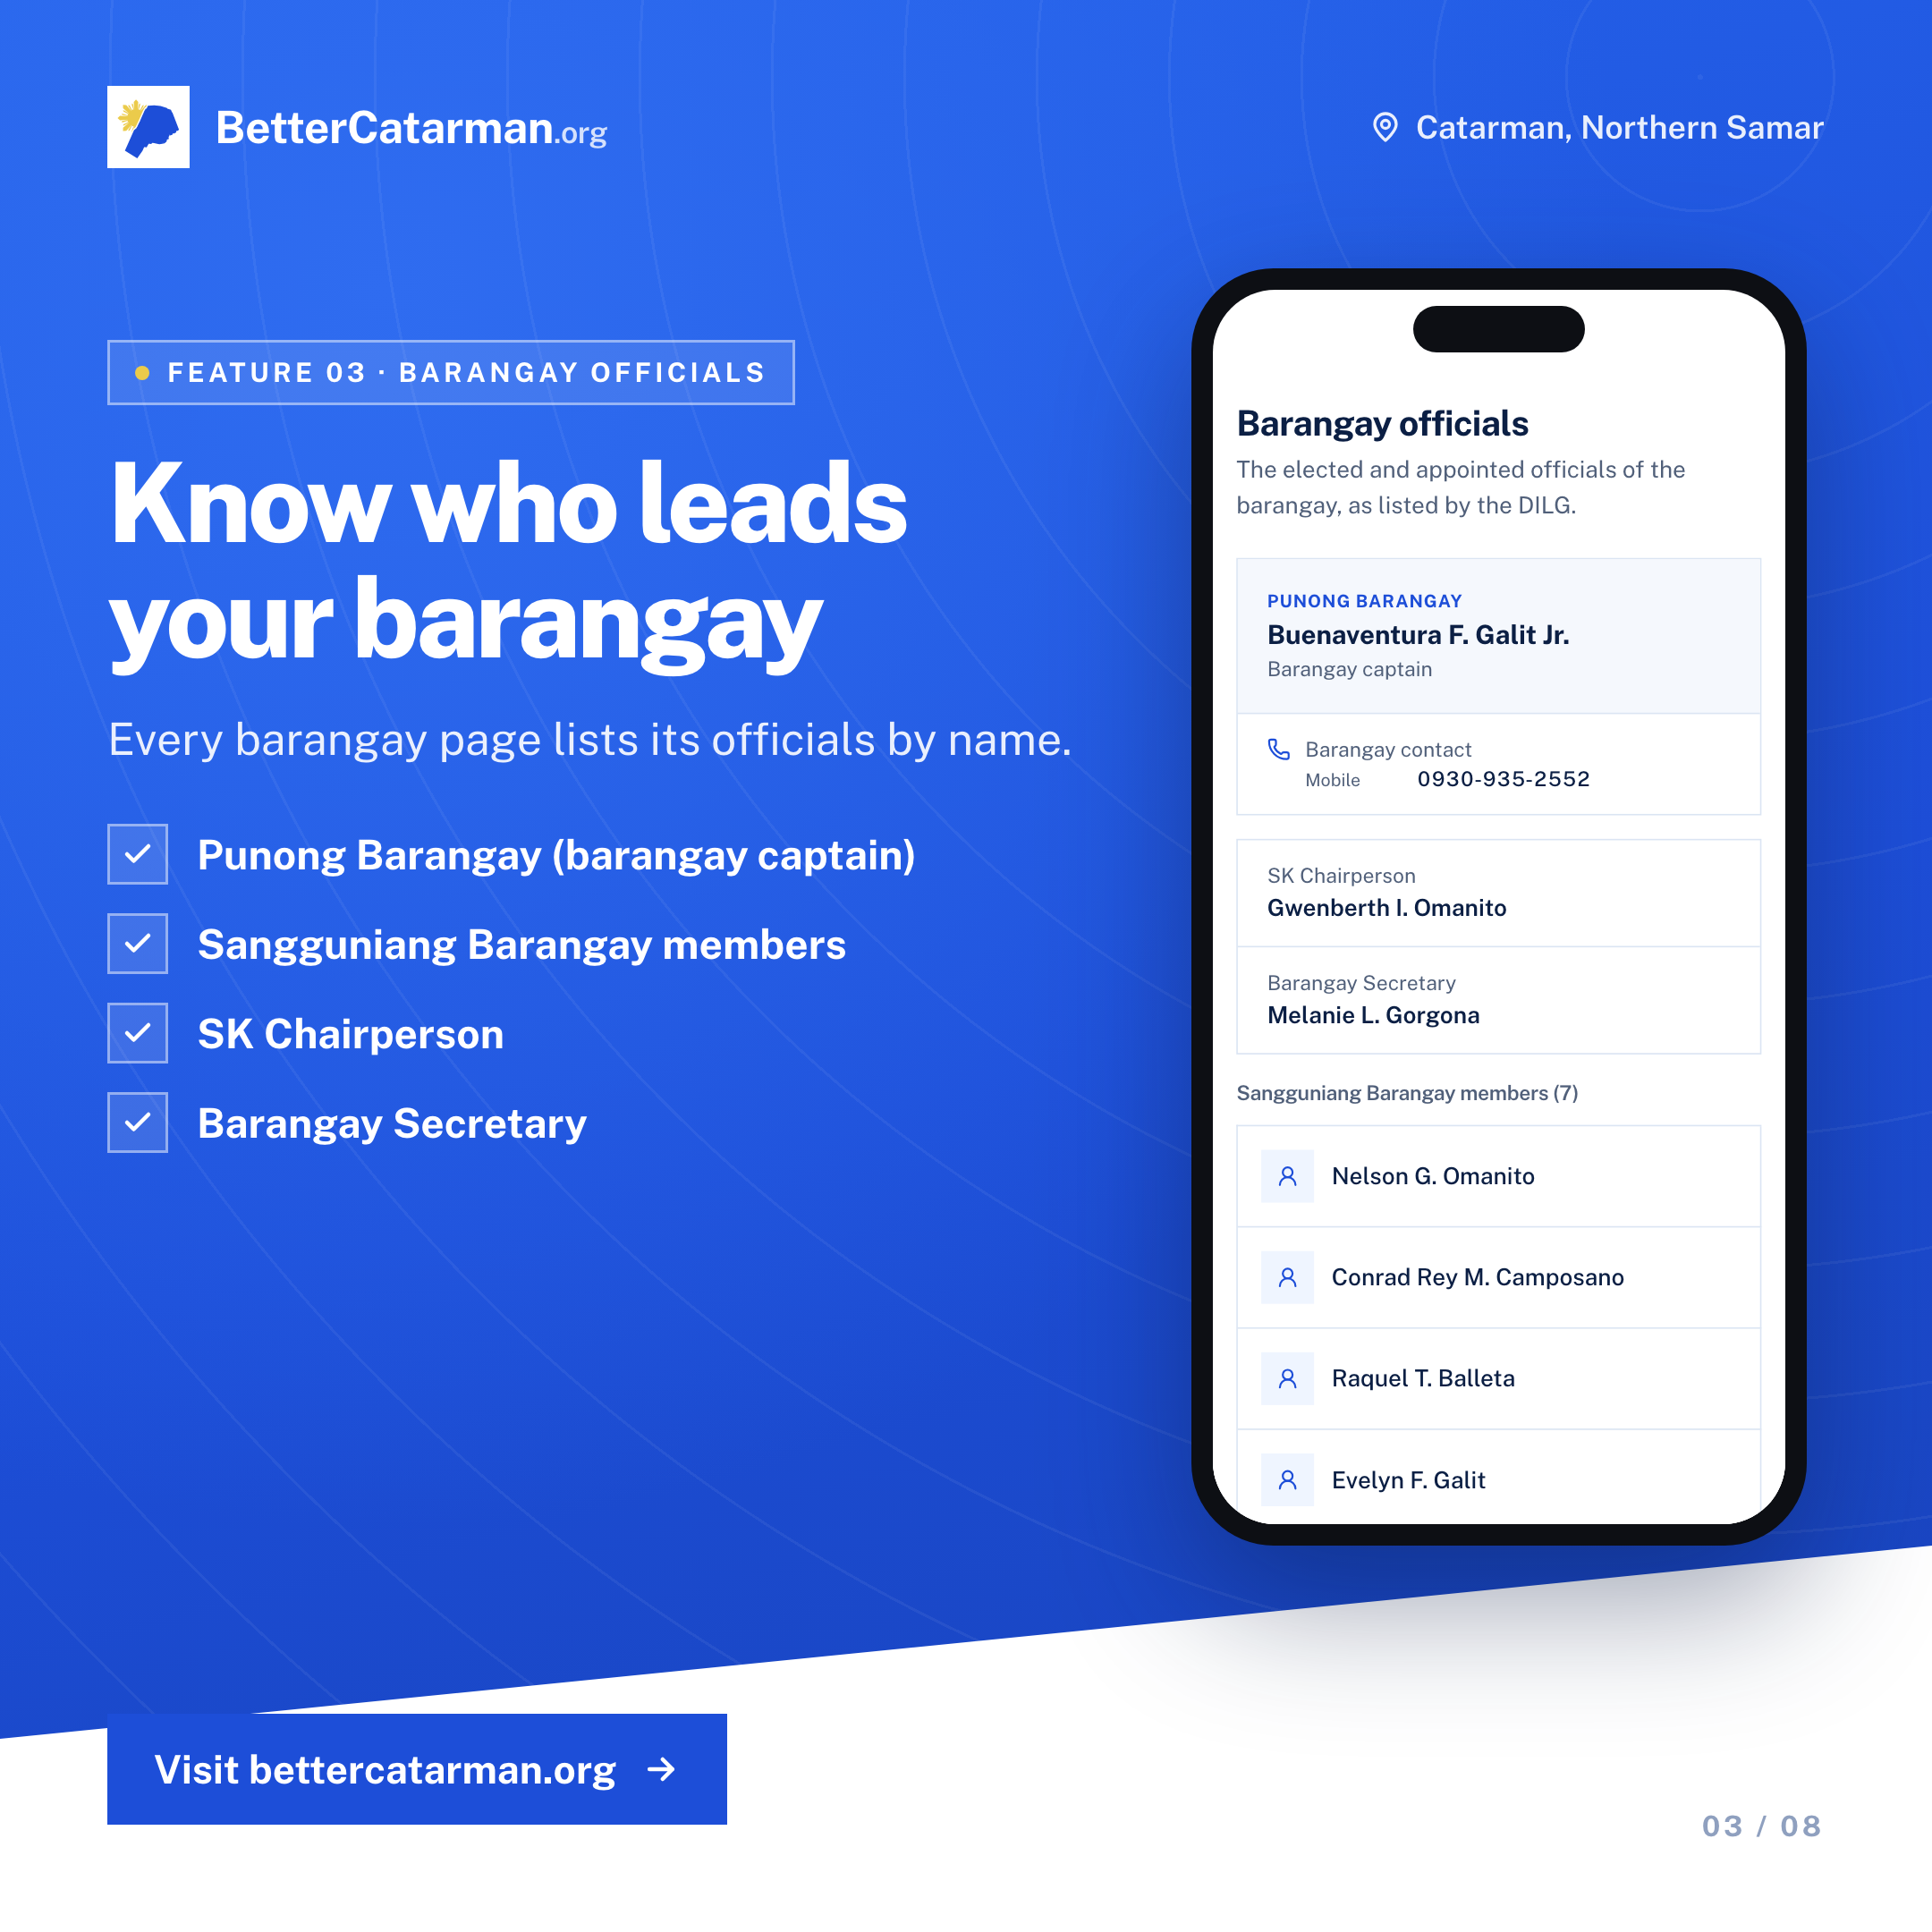 BetterCatarman.org
Catarman, Northern Samar
FEATURE 03 · BARANGAY OFFICIALS
Know who leads
your barangay
Every barangay page lists its officials by name.
Punong Barangay (barangay captain)
Sangguniang Barangay members
SK Chairperson
Barangay Secretary
Barangay officials
The elected and appointed officials of the
barangay, as listed by the DILG.
PUNONG BARANGAY
Buenaventura F. Galit Jr.
Barangay captain
Barangay contact
Mobile 0930-935-2552
SK Chairperson
Gwenberth I. Omanito
Barangay Secretary
Melanie L. Gorgona
Sangguniang Barangay members (7)
Nelson G. Omanito
Conrad Rey M. Camposano
Raquel T. Balleta
Evelyn F. Galit
Visit bettercatarman.org
03 / 08